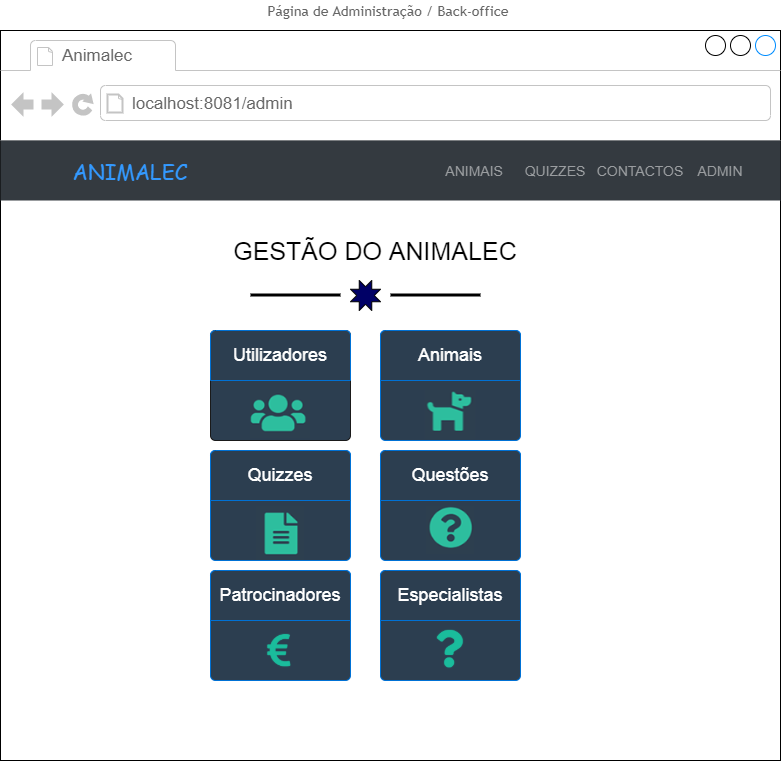 Página de Administração / Back-office
Animalec
localhost:8081/admin
ANIMALEC ANIMAIS QUIZZES CONTACTOS ADMIN
GESTÃO DO ANIMALEC
Utilizadores Animais
Quizzes Questões
Patrocinadores Especialistas